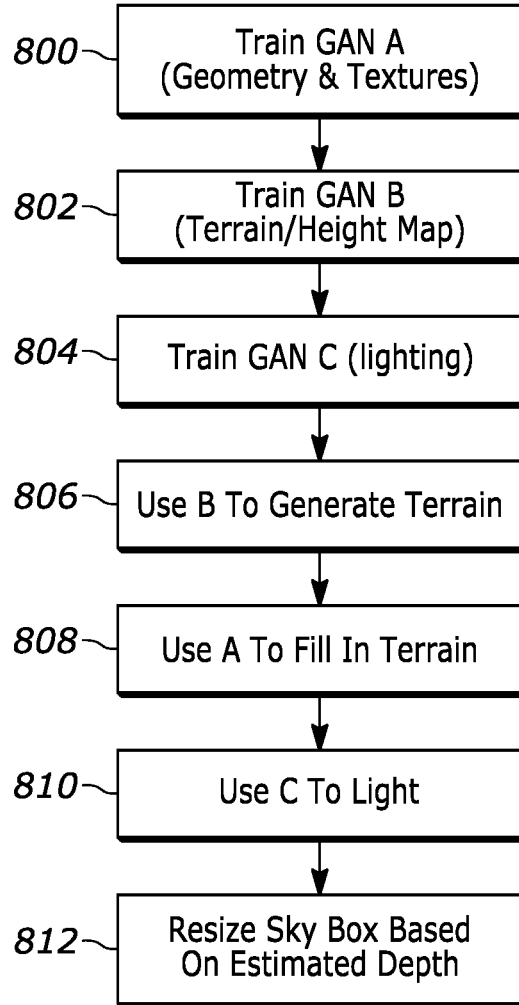 800
Train GAN A
(Geometry & Textures)
802
Train GAN B
(Terrain/Height Map)
804
Train GAN C (lighting)
806
Use B To Generate Terrain
808
Use A To Fill In Terrain
810
Use C To Light
812
Resize Sky Box Based
On Estimated Depth